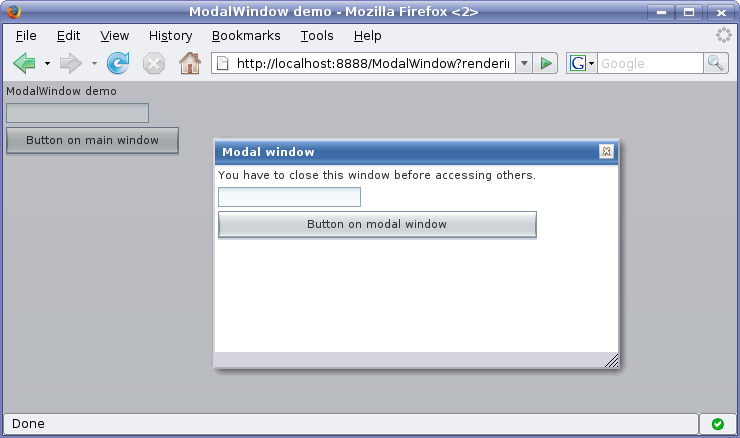 ModalWindow demo - Mozilla Firefox <2>
File Edit View History Bookmarks Tools Help
http://localhost:8888/ModalWindow?renderin G Google
ModalWindow demo
Button on main window
Modal window
You have to close this window before accessing others.
Button on modal window
Done